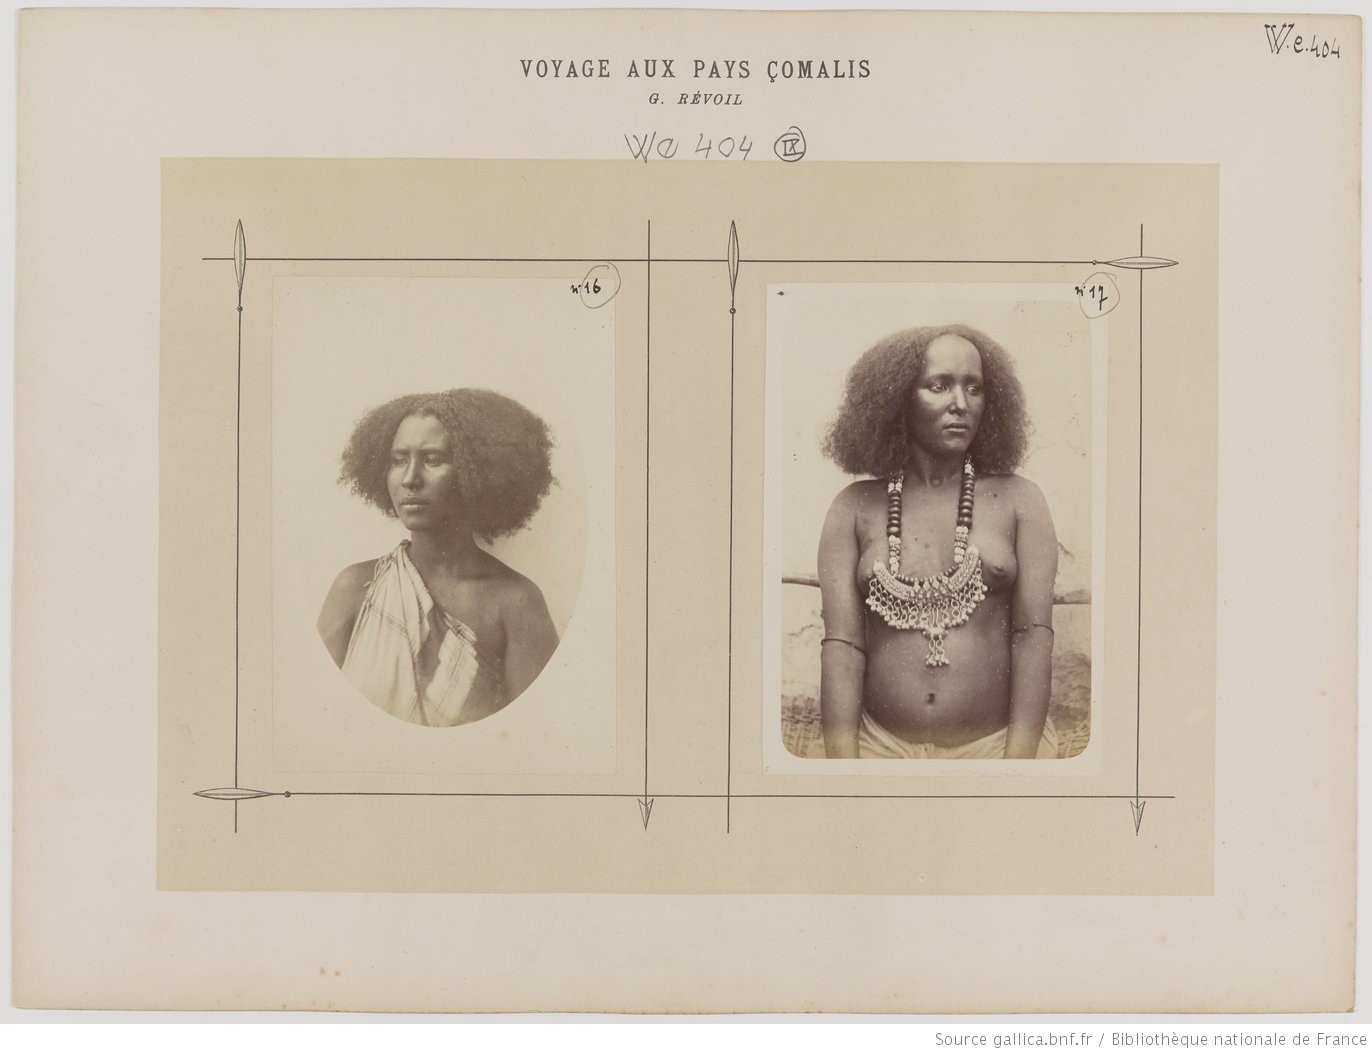 We.404
VOYAGE AUX PAYS ÇOMALIS
G. RÉVOIL
We 404 IX
n° 16
n° 17
Source gallica.bnf.fr / Bibliothèque nationale de France